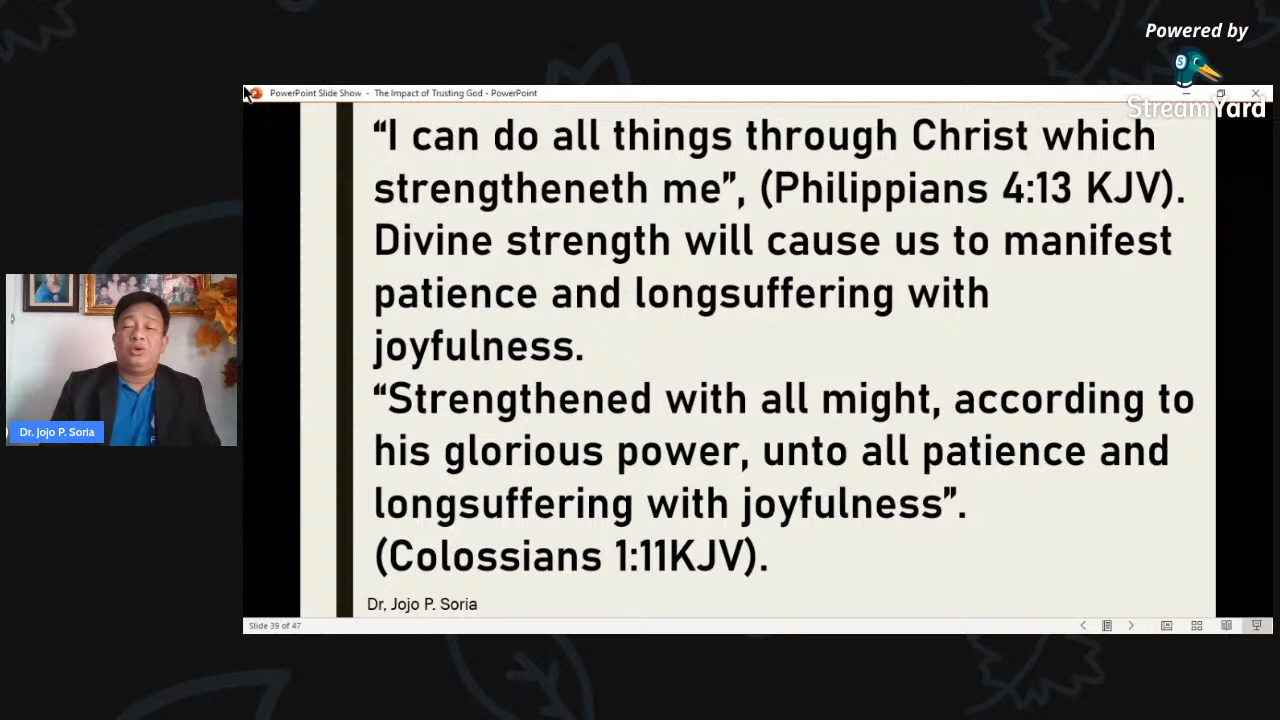 Powered by
StreamYard
PowerPoint Slide Show - The Impact of Trusting God - PowerPoint
“I can do all things through Christ which
strengtheneth me”, (Philippians 4:13 KJV).
Divine strength will cause us to manifest
patience and longsuffering with
joyfulness.
“Strengthened with all might, according to
his glorious power, unto all patience and
longsuffering with joyfulness”.
(Colossians 1:11KJV).
Dr, Jojo P. Soria
Slide 39 of 47
Dr. Jojo P. Soria